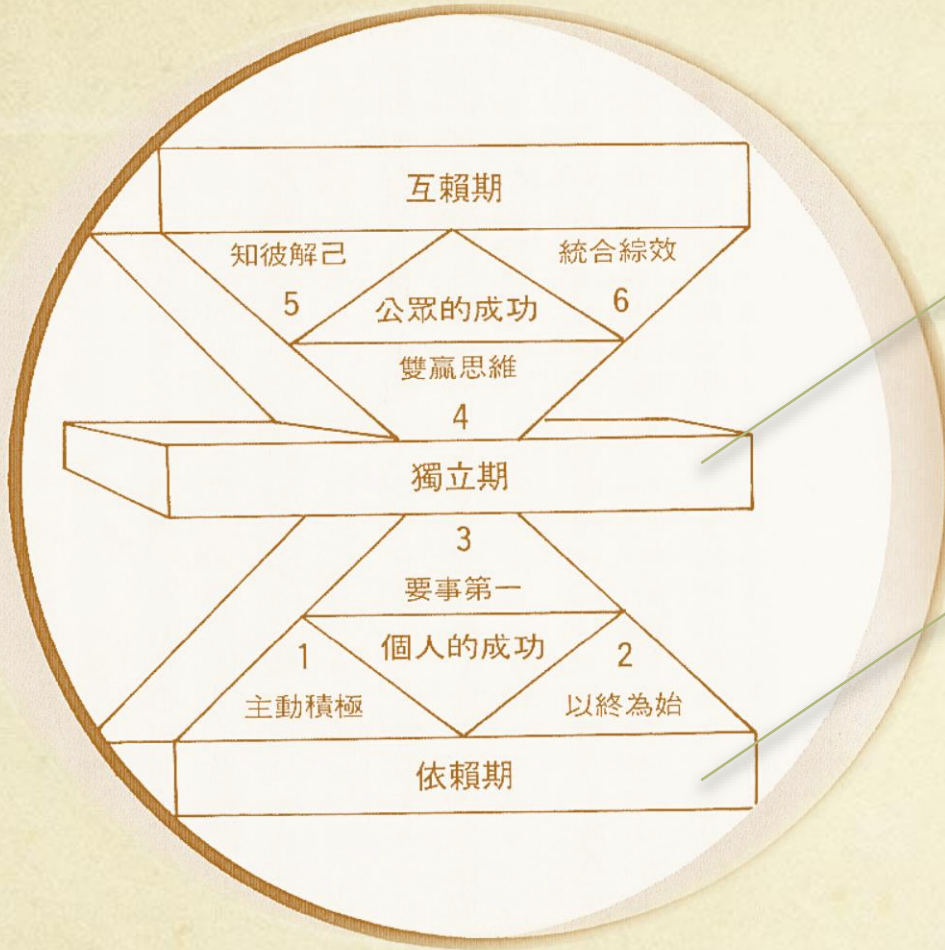 互賴期
知彼解己
統合綜效
5
公眾的成功
6
雙贏思維
4
獨立期
3
要事第一
1
個人的成功
2
主動積極
以終為始
依賴期